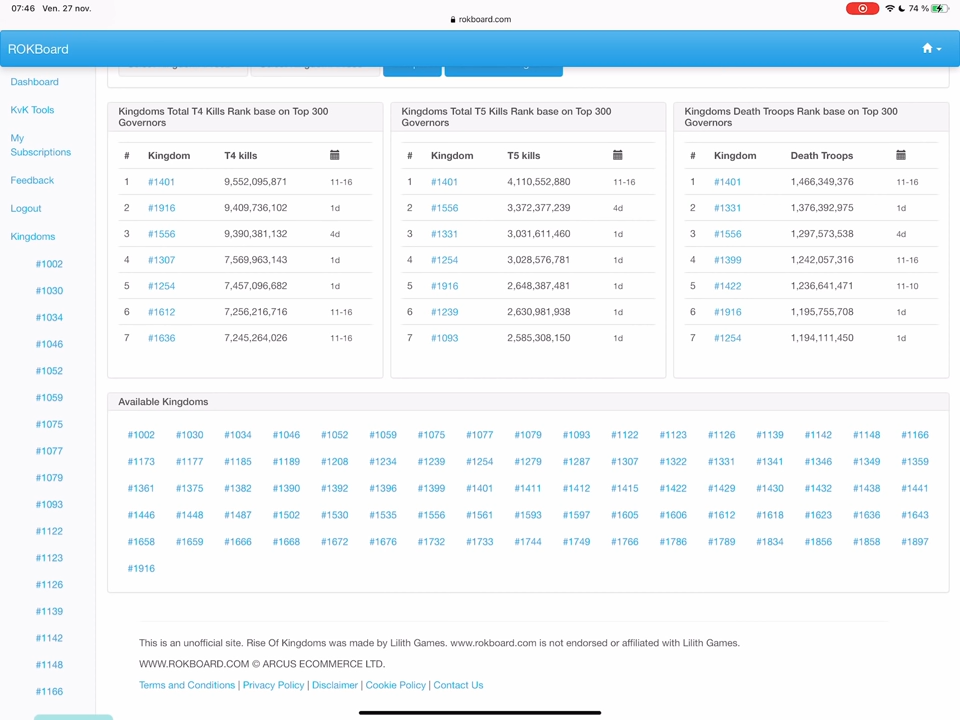 07:46 Ven. 27 nov.
74 %
rokboard.com
ROKBoard
Dashboard
KvK Tools
My
Subscriptions
Feedback
Logout
Kingdoms
#1002
#1030
#1034
#1046
#1052
#1059
#1075
#1077
#1079
#1093
#1122
#1123
#1126
#1139
#1142
#1148
#1166
Kingdoms Total T4 Kills Rank base on Top 300
Governors
# Kingdom T4 kills
1 #1401 9,552,095,871 11-16
2 #1916 9,409,736,102 1d
3 #1556 9,390,381,132 4d
4 #1307 7,569,963,143 1d
5 #1254 7,457,096,682 1d
6 #1612 7,256,216,716 11-16
7 #1636 7,245,264,026 11-16
Kingdoms Total T5 Kills Rank base on Top 300
Governors
# Kingdom T5 kills
1 #1401 4,110,552,880 11-16
2 #1556 3,372,377,239 4d
3 #1331 3,031,611,460 1d
4 #1254 3,028,576,781 1d
5 #1916 2,648,387,481 1d
6 #1239 2,630,981,938 1d
7 #1093 2,585,308,150 1d
Kingdoms Death Troops Rank base on Top 300
Governors
# Kingdom Death Troops
1 #1401 1,466,349,376 11-16
2 #1331 1,376,392,975 1d
3 #1556 1,297,573,538 4d
4 #1399 1,242,057,316 11-16
5 #1422 1,236,641,471 11-10
6 #1916 1,195,755,708 1d
7 #1254 1,194,111,450 1d
Available Kingdoms
#1002 #1030 #1034 #1046 #1052 #1059 #1075 #1077 #1079 #1093 #1122 #1123 #1126 #1139 #1142 #1148 #1166
#1173 #1177 #1185 #1189 #1208 #1234 #1239 #1254 #1279 #1287 #1307 #1322 #1331 #1341 #1346 #1349 #1359
#1361 #1375 #1382 #1390 #1392 #1396 #1399 #1401 #1411 #1412 #1415 #1422 #1429 #1430 #1432 #1438 #1441
#1446 #1448 #1487 #1502 #1530 #1535 #1556 #1561 #1593 #1597 #1605 #1606 #1612 #1618 #1623 #1636 #1643
#1658 #1659 #1666 #1668 #1672 #1676 #1732 #1733 #1744 #1749 #1766 #1786 #1789 #1834 #1856 #1858 #1897
#1916
This is an unofficial site. Rise Of Kingdoms was made by Lilith Games. www.rokboard.com is not endorsed or affiliated with Lilith Games.
WWW.ROKBOARD.COM © ARCUS ECOMMERCE LTD.
Terms and Conditions | Privacy Policy | Disclaimer | Cookie Policy | Contact Us